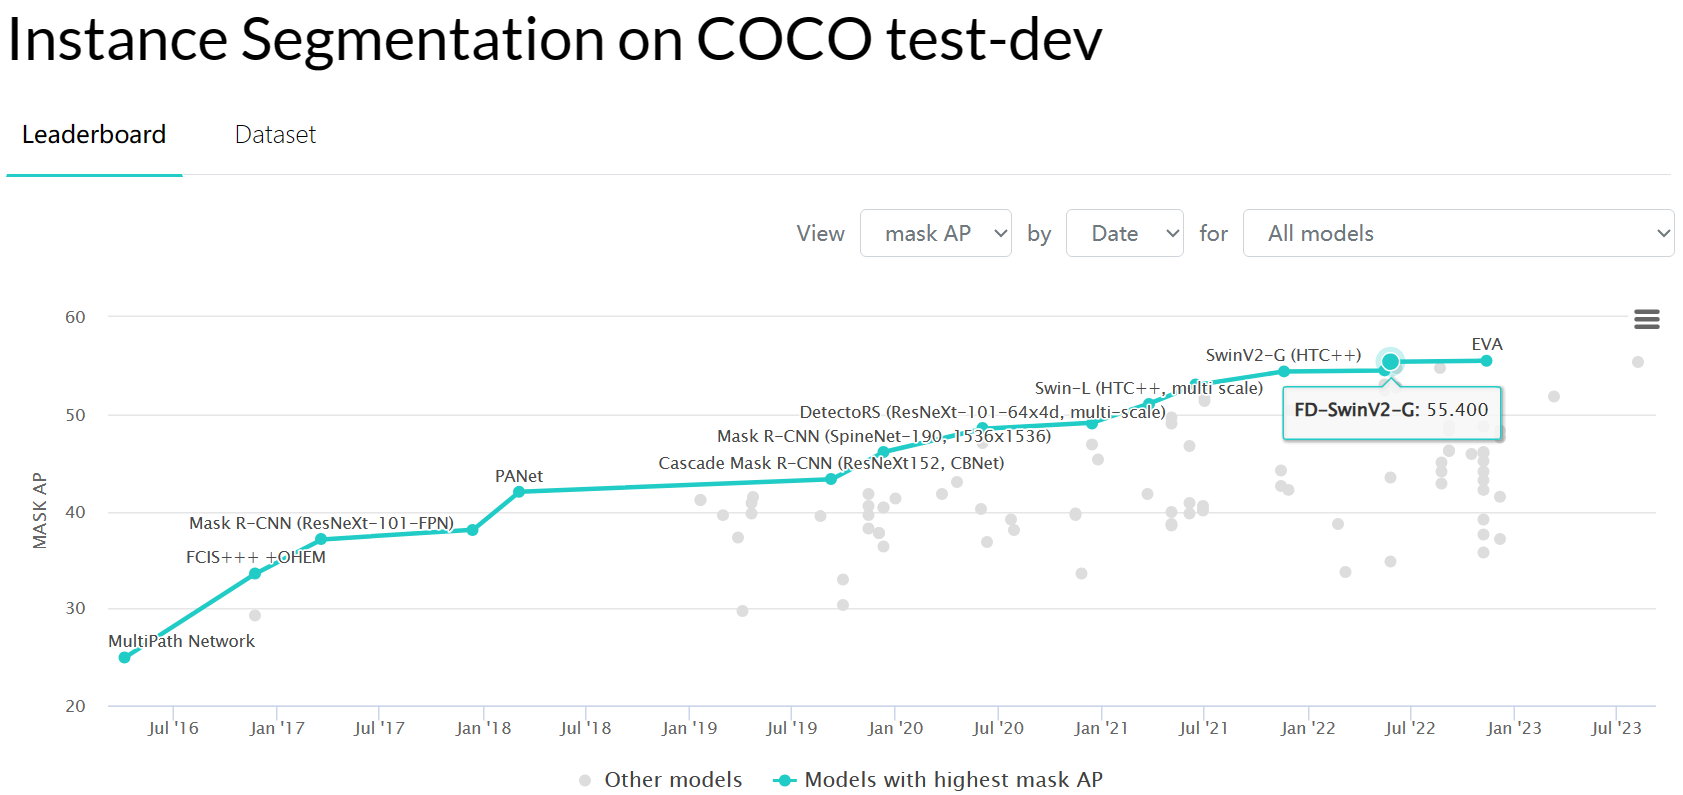 Instance Segmentation on COCO test-dev
Leaderboard Dataset
View mask AP by Date for All models
60
50
40
30
20
MASK AP
EVA
SwinV2-G (HTC++)
Swin-L (HTC++, multi scale)
FD-SwinV2-G: 55.400
DetectoRS (ResNeXt-101-64x4d, multi-scale)
Mask R-CNN (SpineNet-190, 1536x1536)
Cascade Mask R-CNN (ResNeXt152, CBNet)
PANet
Mask R-CNN (ResNeXt-101-FPN)
FCIS+++ +OHEM
MultiPath Network
Jul '16 Jan '17 Jul '17 Jan '18 Jul '18 Jan '19 Jul '19 Jan '20 Jul '20 Jan '21 Jul '21 Jan '22 Jul '22 Jan '23 Jul '23
Other models Models with highest mask AP